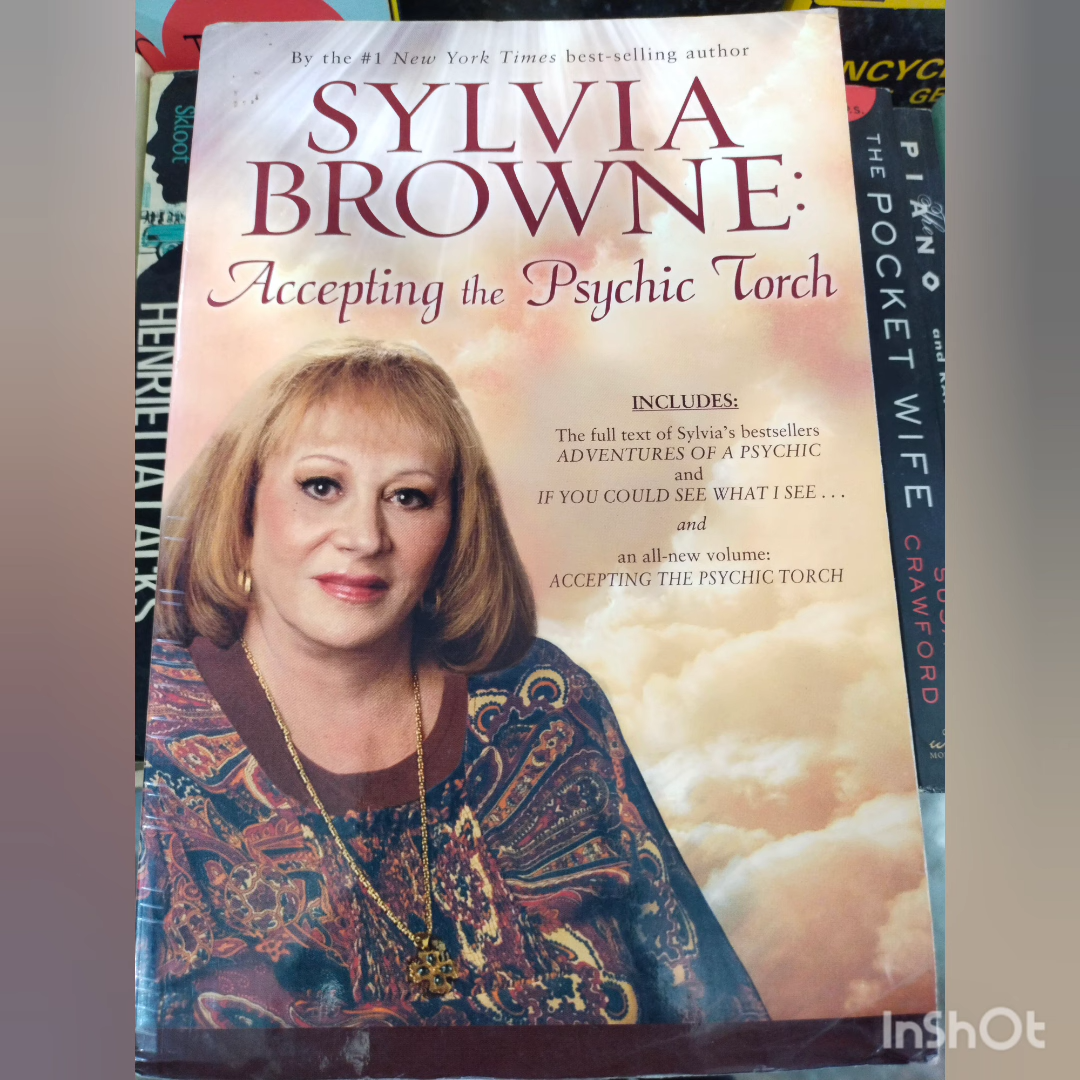 By the #1 New York Times best-selling author
SYLVIA
BROWNE:
Accepting the Psychic Torch
INCLUDES:
The full text of Sylvia's bestsellers
ADVENTURES OF A PSYCHIC
and
IF YOU COULD SEE WHAT I SEE . . .
and
an all-new volume:
ACCEPTING THE PSYCHIC TORCH
Skloot
HENRIETTA LACKS
THE POCKET WIFE
CRAWFORD
PIANO
The
and
InShOt